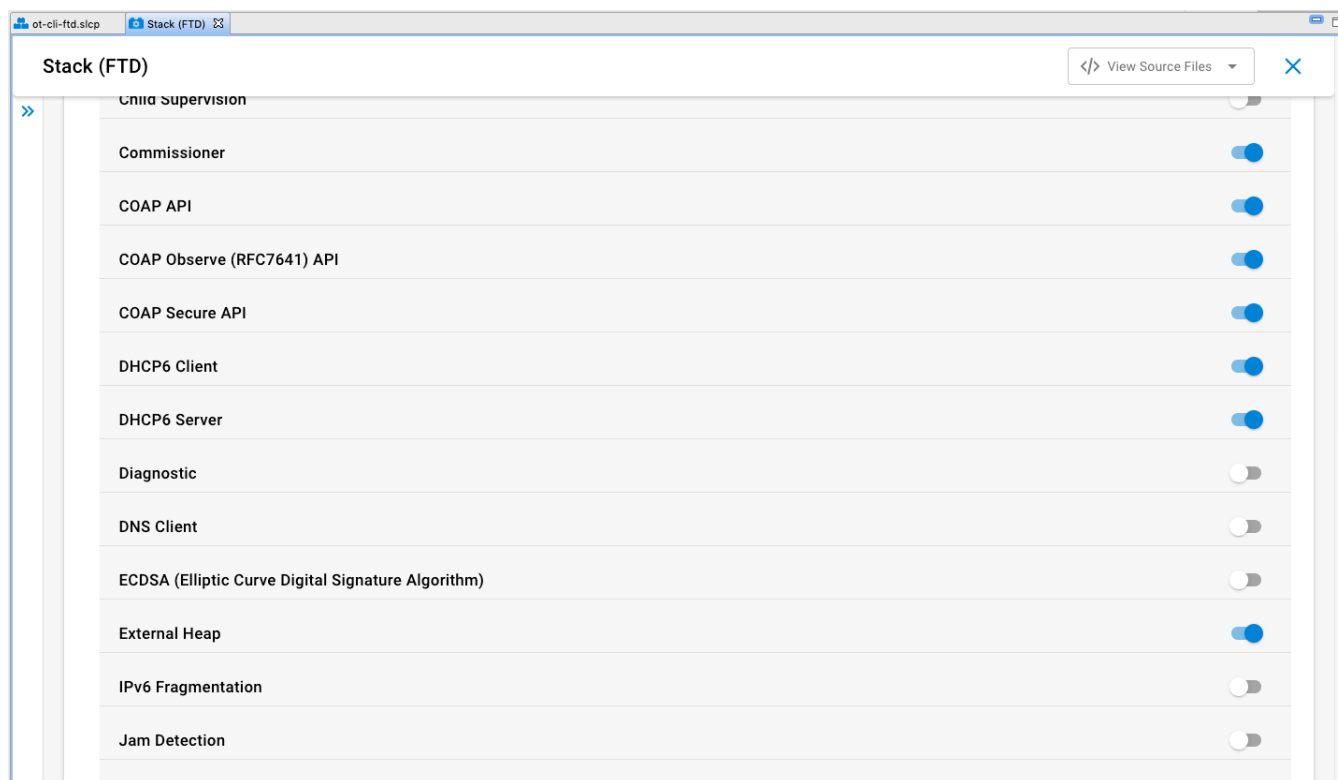 ot-cli-ftd.slcp
Stack (FTD)
Stack (FTD)
</> View Source Files
Child Supervision
Commissioner
COAP API
COAP Observe (RFC7641) API
COAP Secure API
DHCP6 Client
DHCP6 Server
Diagnostic
DNS Client
ECDSA (Elliptic Curve Digital Signature Algorithm)
External Heap
IPv6 Fragmentation
Jam Detection